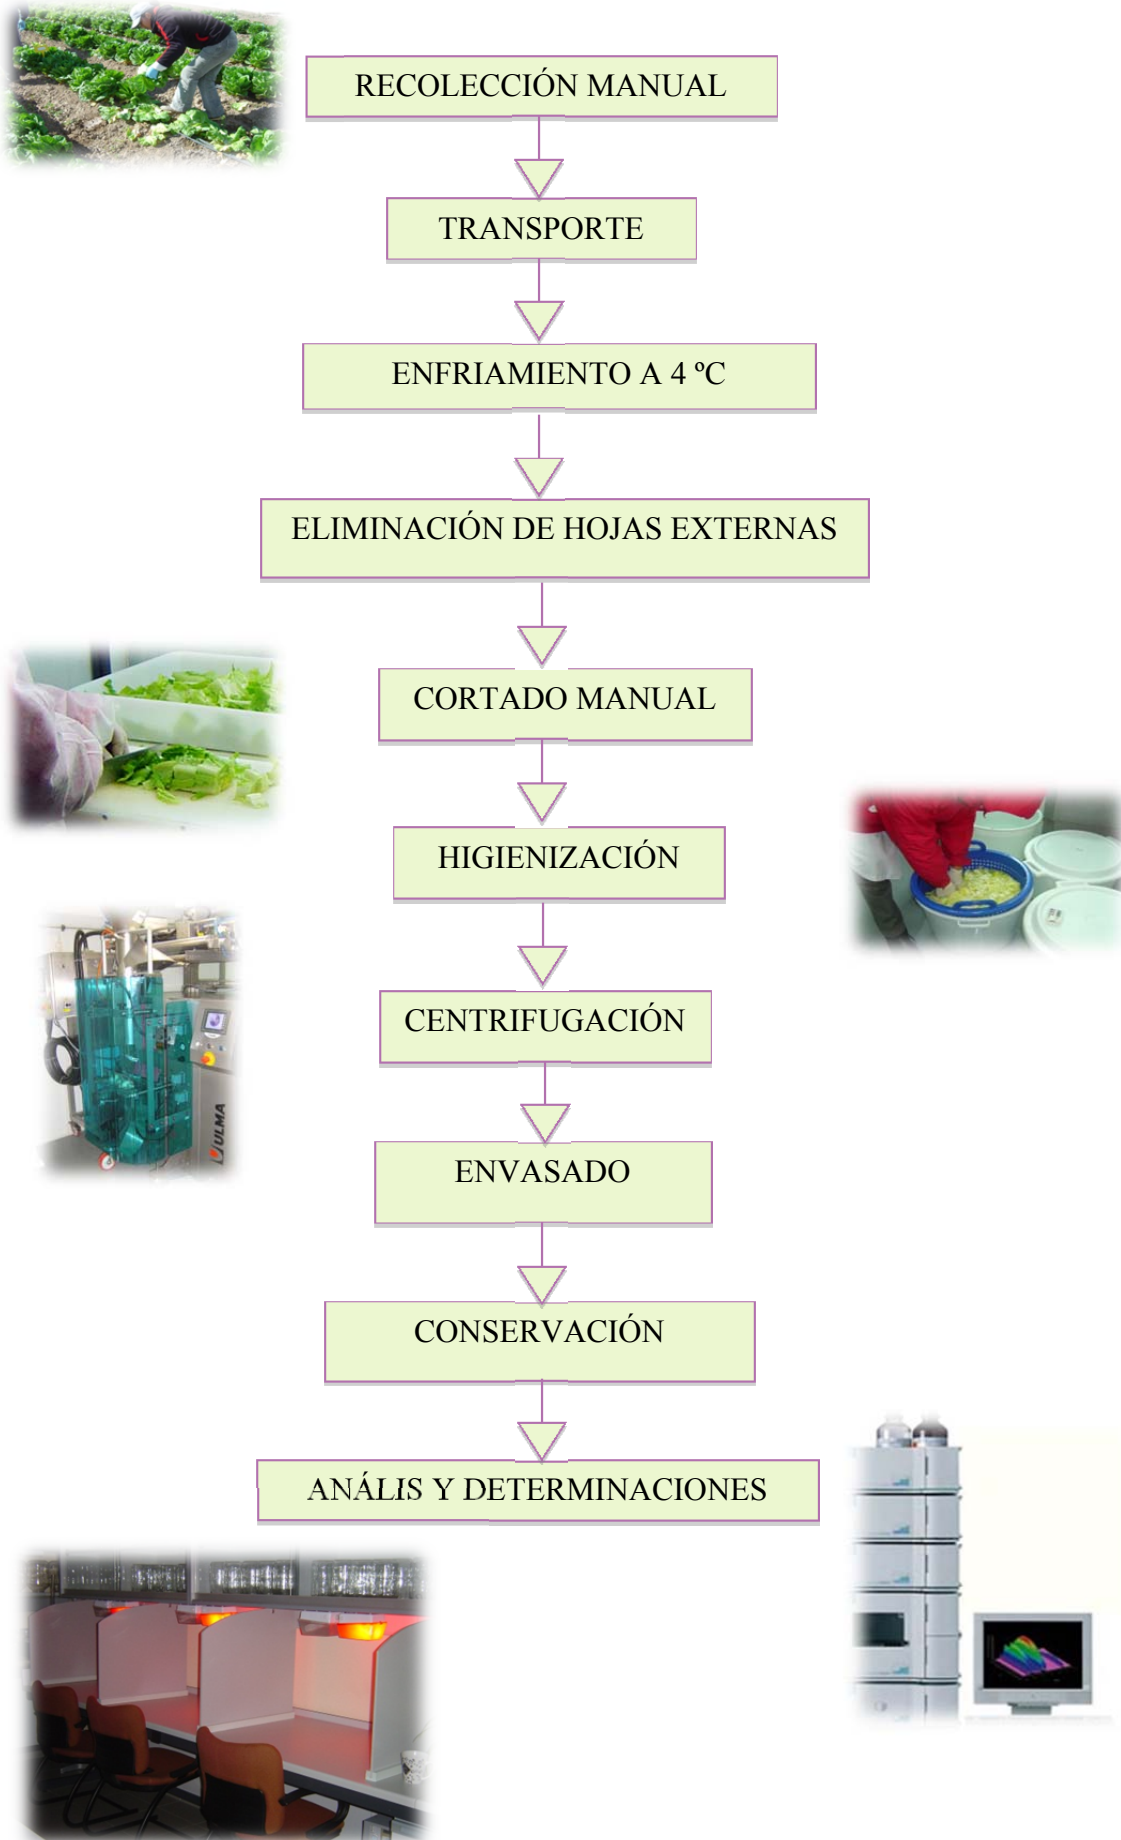 RECOLECCIÓN MANUAL
TRANSPORTE
ENFRIAMIENTO A 4 ºC
ELIMINACIÓN DE HOJAS EXTERNAS
CORTADO MANUAL
HIGIENIZACIÓN
CENTRIFUGACIÓN
ULMA
ENVASADO
CONSERVACIÓN
ANÁLIS Y DETERMINACIONES